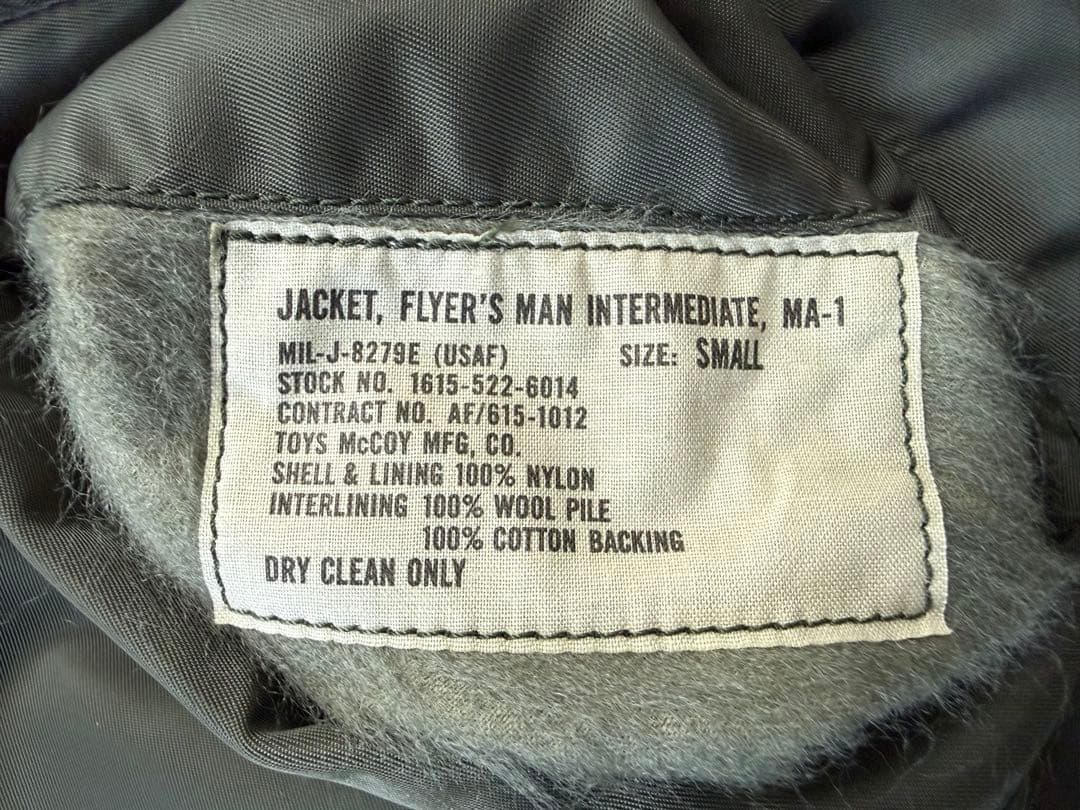 JACKET, FLYER'S MAN INTERMEDIATE, MA-1
MIL-J-8279E (USAF) SIZE: SMALL
STOCK NO. 1615-522-6014
CONTRACT NO. AF/615-1012
TOYS McCOY MFG, CO.
SHELL & LINING 100% NYLON
INTERLINING 100% WOOL PILE
100% COTTON BACKING
DRY CLEAN ONLY